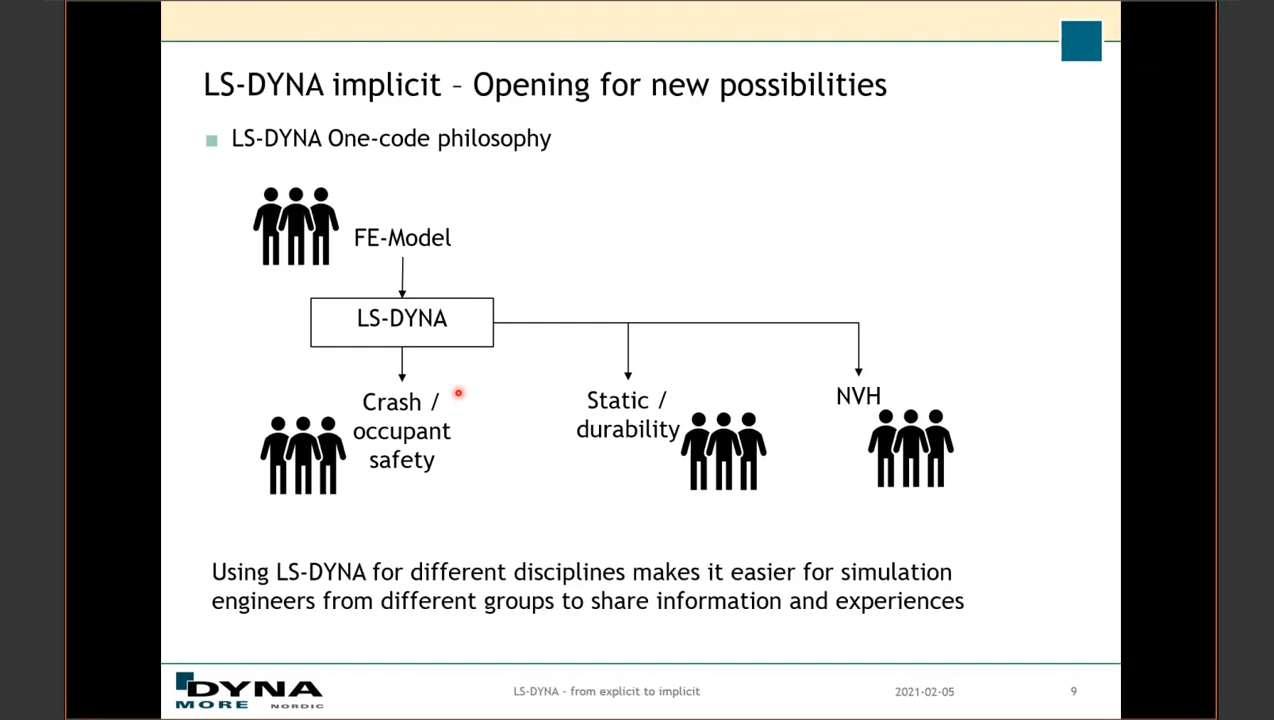 LS-DYNA implicit – Opening for new possibilities
LS-DYNA One-code philosophy
FE-Model
LS-DYNA
Crash /
occupant
safety
Static /
durability
NVH
Using LS-DYNA for different disciplines makes it easier for simulation
engineers from different groups to share information and experiences
DYNA
MORE NORDIC
LS-DYNA - from explicit to implicit
2021-02-05
9